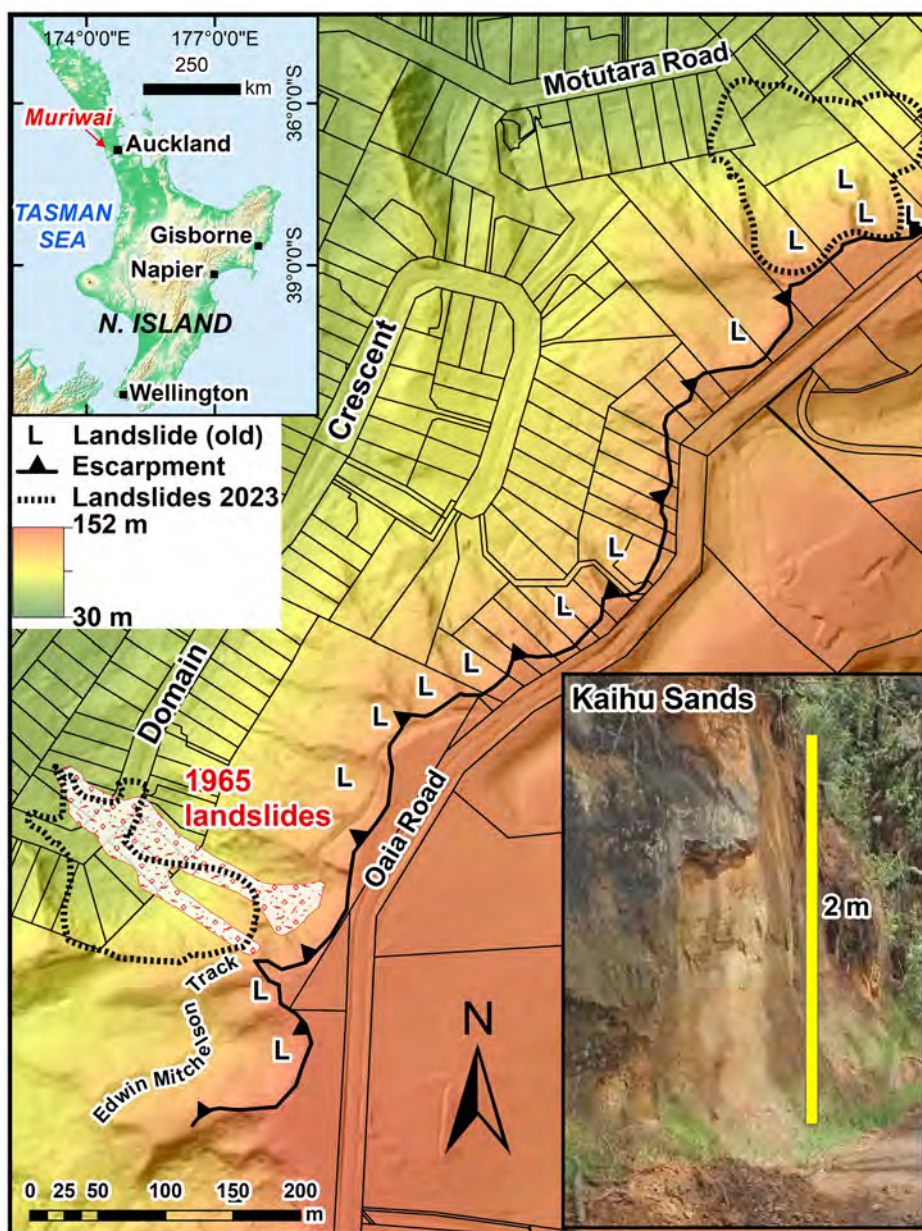 174°0'0"E
177°0'0"E
250
km
Muriwai
Auckland
36°0'0"S
TASMAN
SEA
Gisborne
Napier
39°0'0"S
N. ISLAND
Wellington
L Landslide (old)
Escarpment
Landslides 2023
152 m
30 m
Motutara Road
L
L
L
L
L
Crescent
L
L
L
L
L
L
Domain
1965
landslides
Oaia Road
Edwin Mitchelson Track
L
L
N
0 25 50 100 150 200
m
Kaihu Sands
2 m